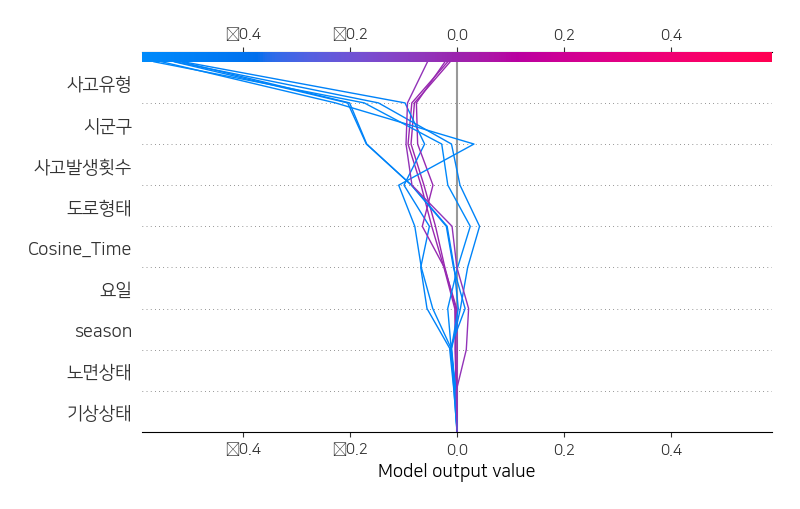 ☒0.4 ☒0.2 0.0 0.2 0.4
사고유형
시군구
사고발생횟수
도로형태
Cosine_Time
요일
season
노면상태
기상상태
☒0.4 ☒0.2 0.0 0.2 0.4
Model output value